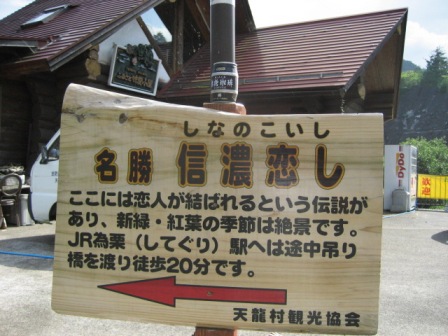 しなのこいし
名勝 信濃恋し
ここには恋人が結ばれるという伝説が
あり、新緑・紅葉の季節は絶景です。
JR為栗（してぐり）駅へは途中吊り
橋を渡り徒歩20分です。
天龍村観光協会
歓迎